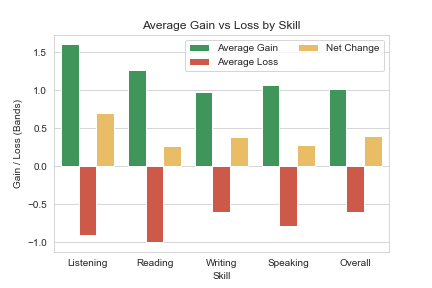 Average Gain vs Loss by Skill
Average Gain
Average Loss
Net Change
Gain / Loss (Bands)
1.5
1.0
0.5
0.0
−0.5
−1.0
Listening
Reading
Writing
Speaking
Overall
Skill